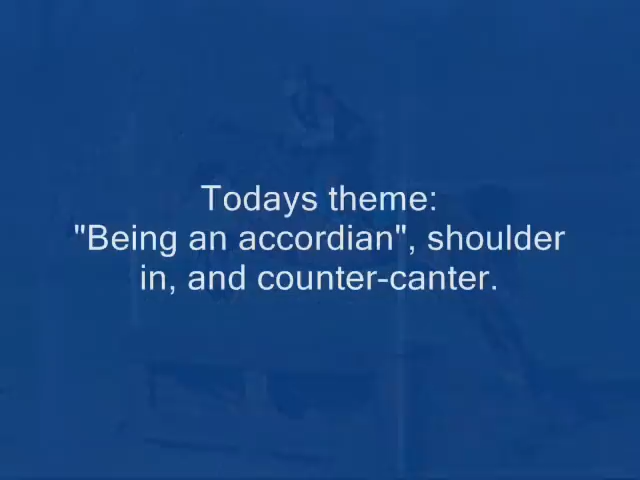 Todays theme:
"Being an accordian", shoulder
in, and counter-canter.